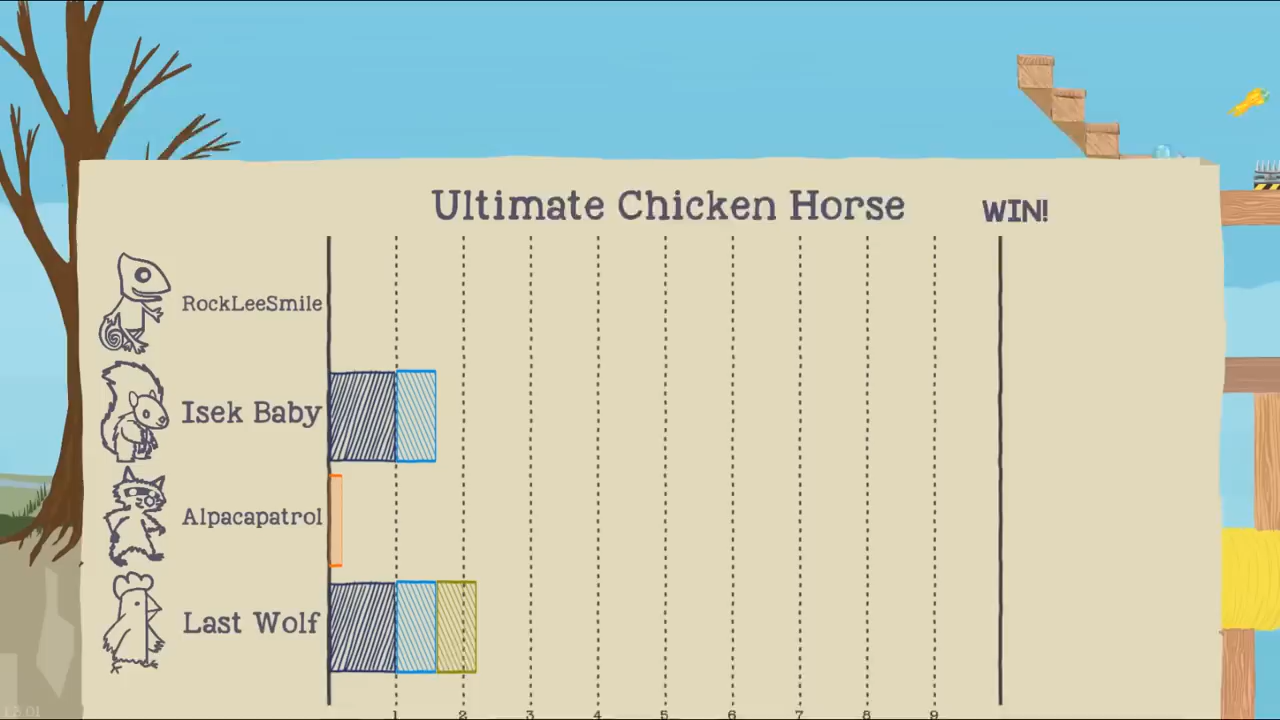 Ultimate Chicken Horse
WIN!
RockLeeSmile
Isek Baby
Alpacapatrol
Last Wolf
1 2 3 4 5 6 7 8 9